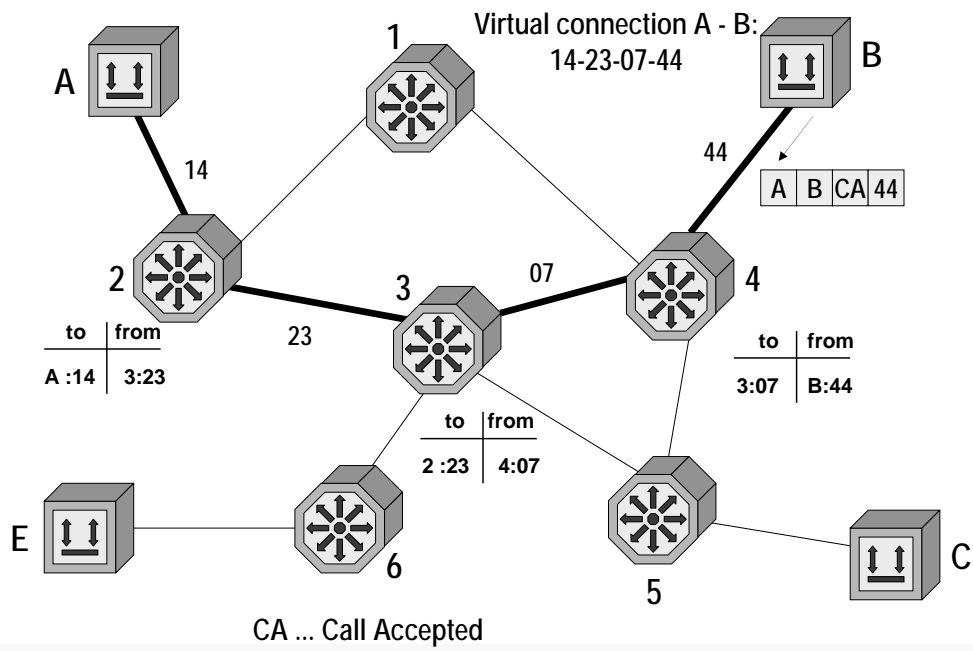 Virtual connection A - B:
14-23-07-44
1
A
B
14
44
A B CA 44
2
3
07
4
23
to from
A :14 3:23
to from
3:07 B:44
to from
2 :23 4:07
E
6
5
C
CA ... Call Accepted